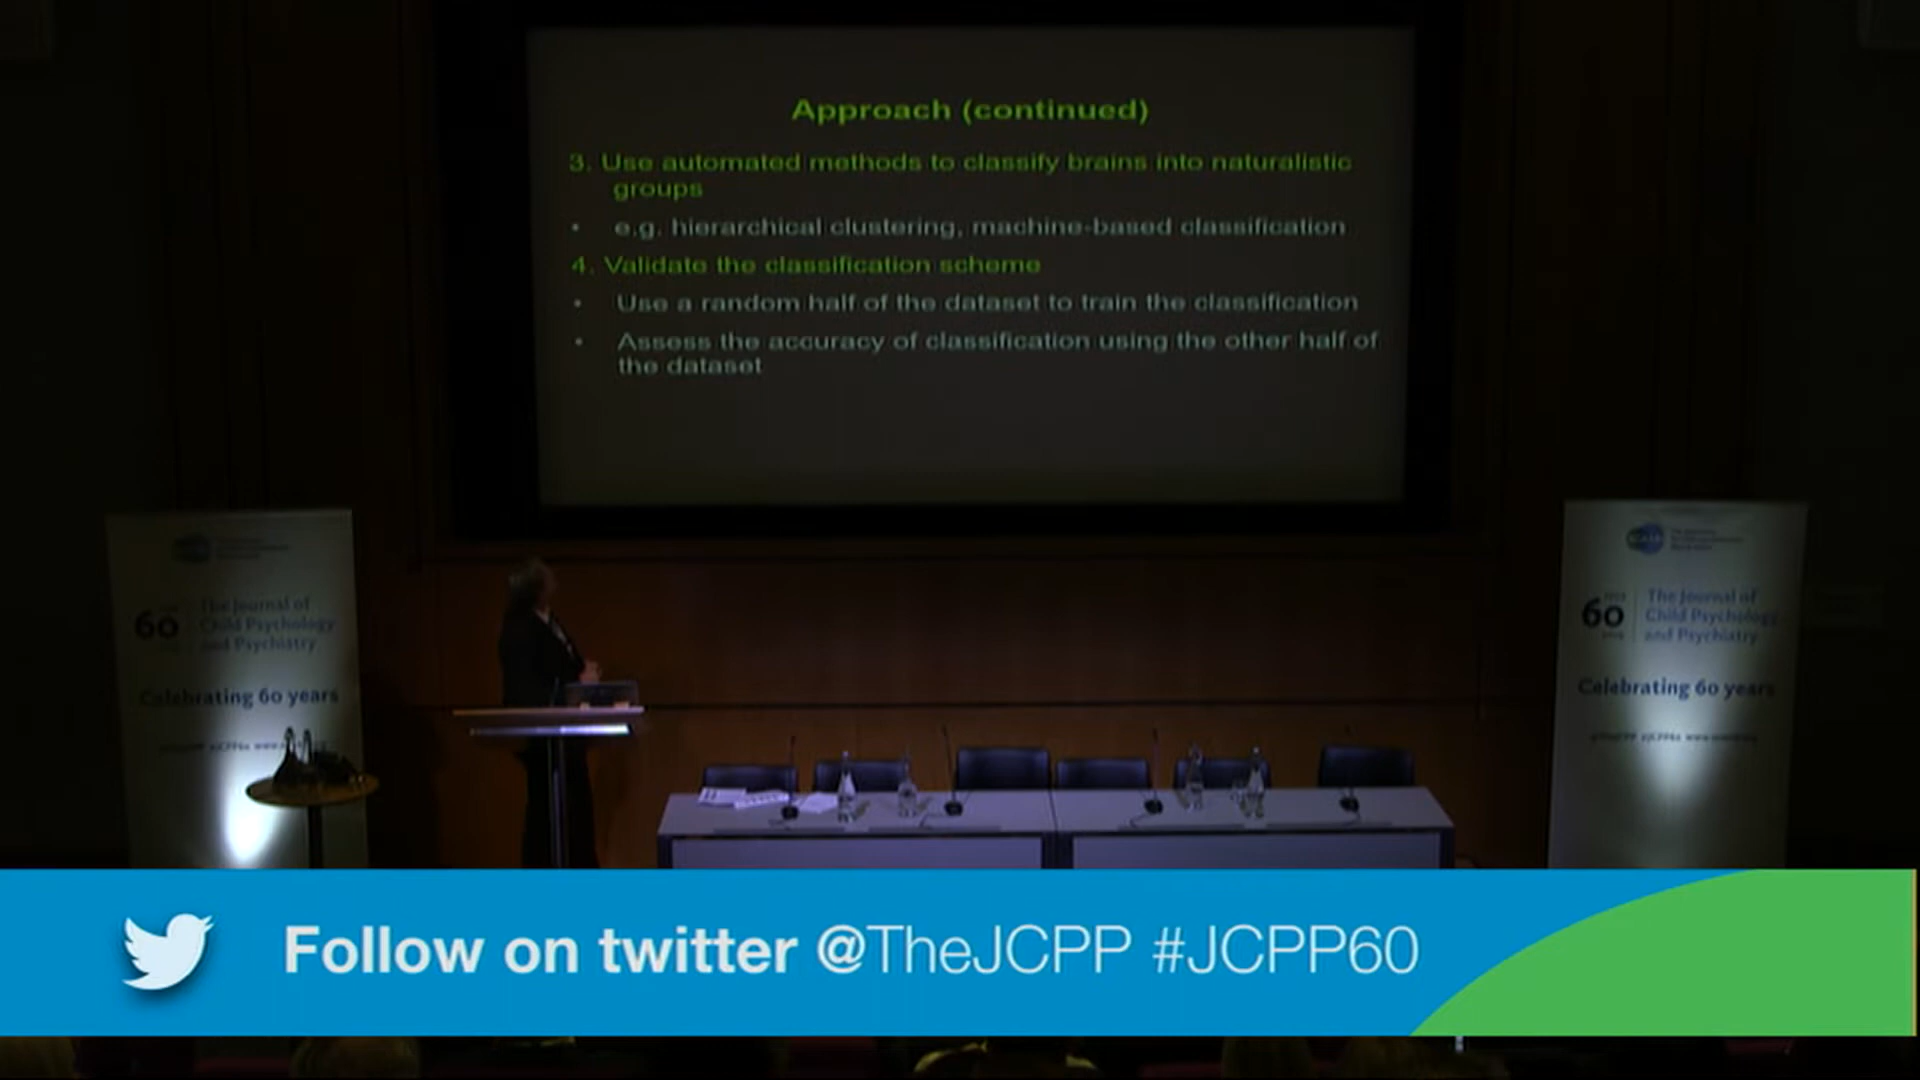 Approach (continued)
3. Use automated methods to classify brains into naturalistic
groups
• e.g. hierarchical clustering, machine-based classification
4. Validate the classification scheme
• Use a random half of the dataset to train the classification
• Assess the accuracy of classification using the other half of
the dataset
60
The Journal of
Child Psychology
and Psychiatry
Celebrating 60 years
60
The Journal of
Child Psychology
and Psychiatry
Celebrating 60 years
Follow on twitter @TheJCPP #JCPP60